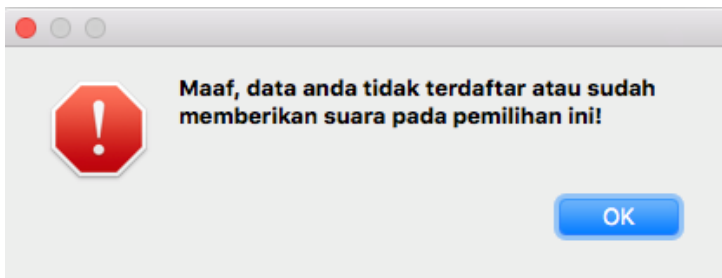 Maaf, data anda tidak terdaftar atau sudah
memberikan suara pada pemilihan ini!
OK